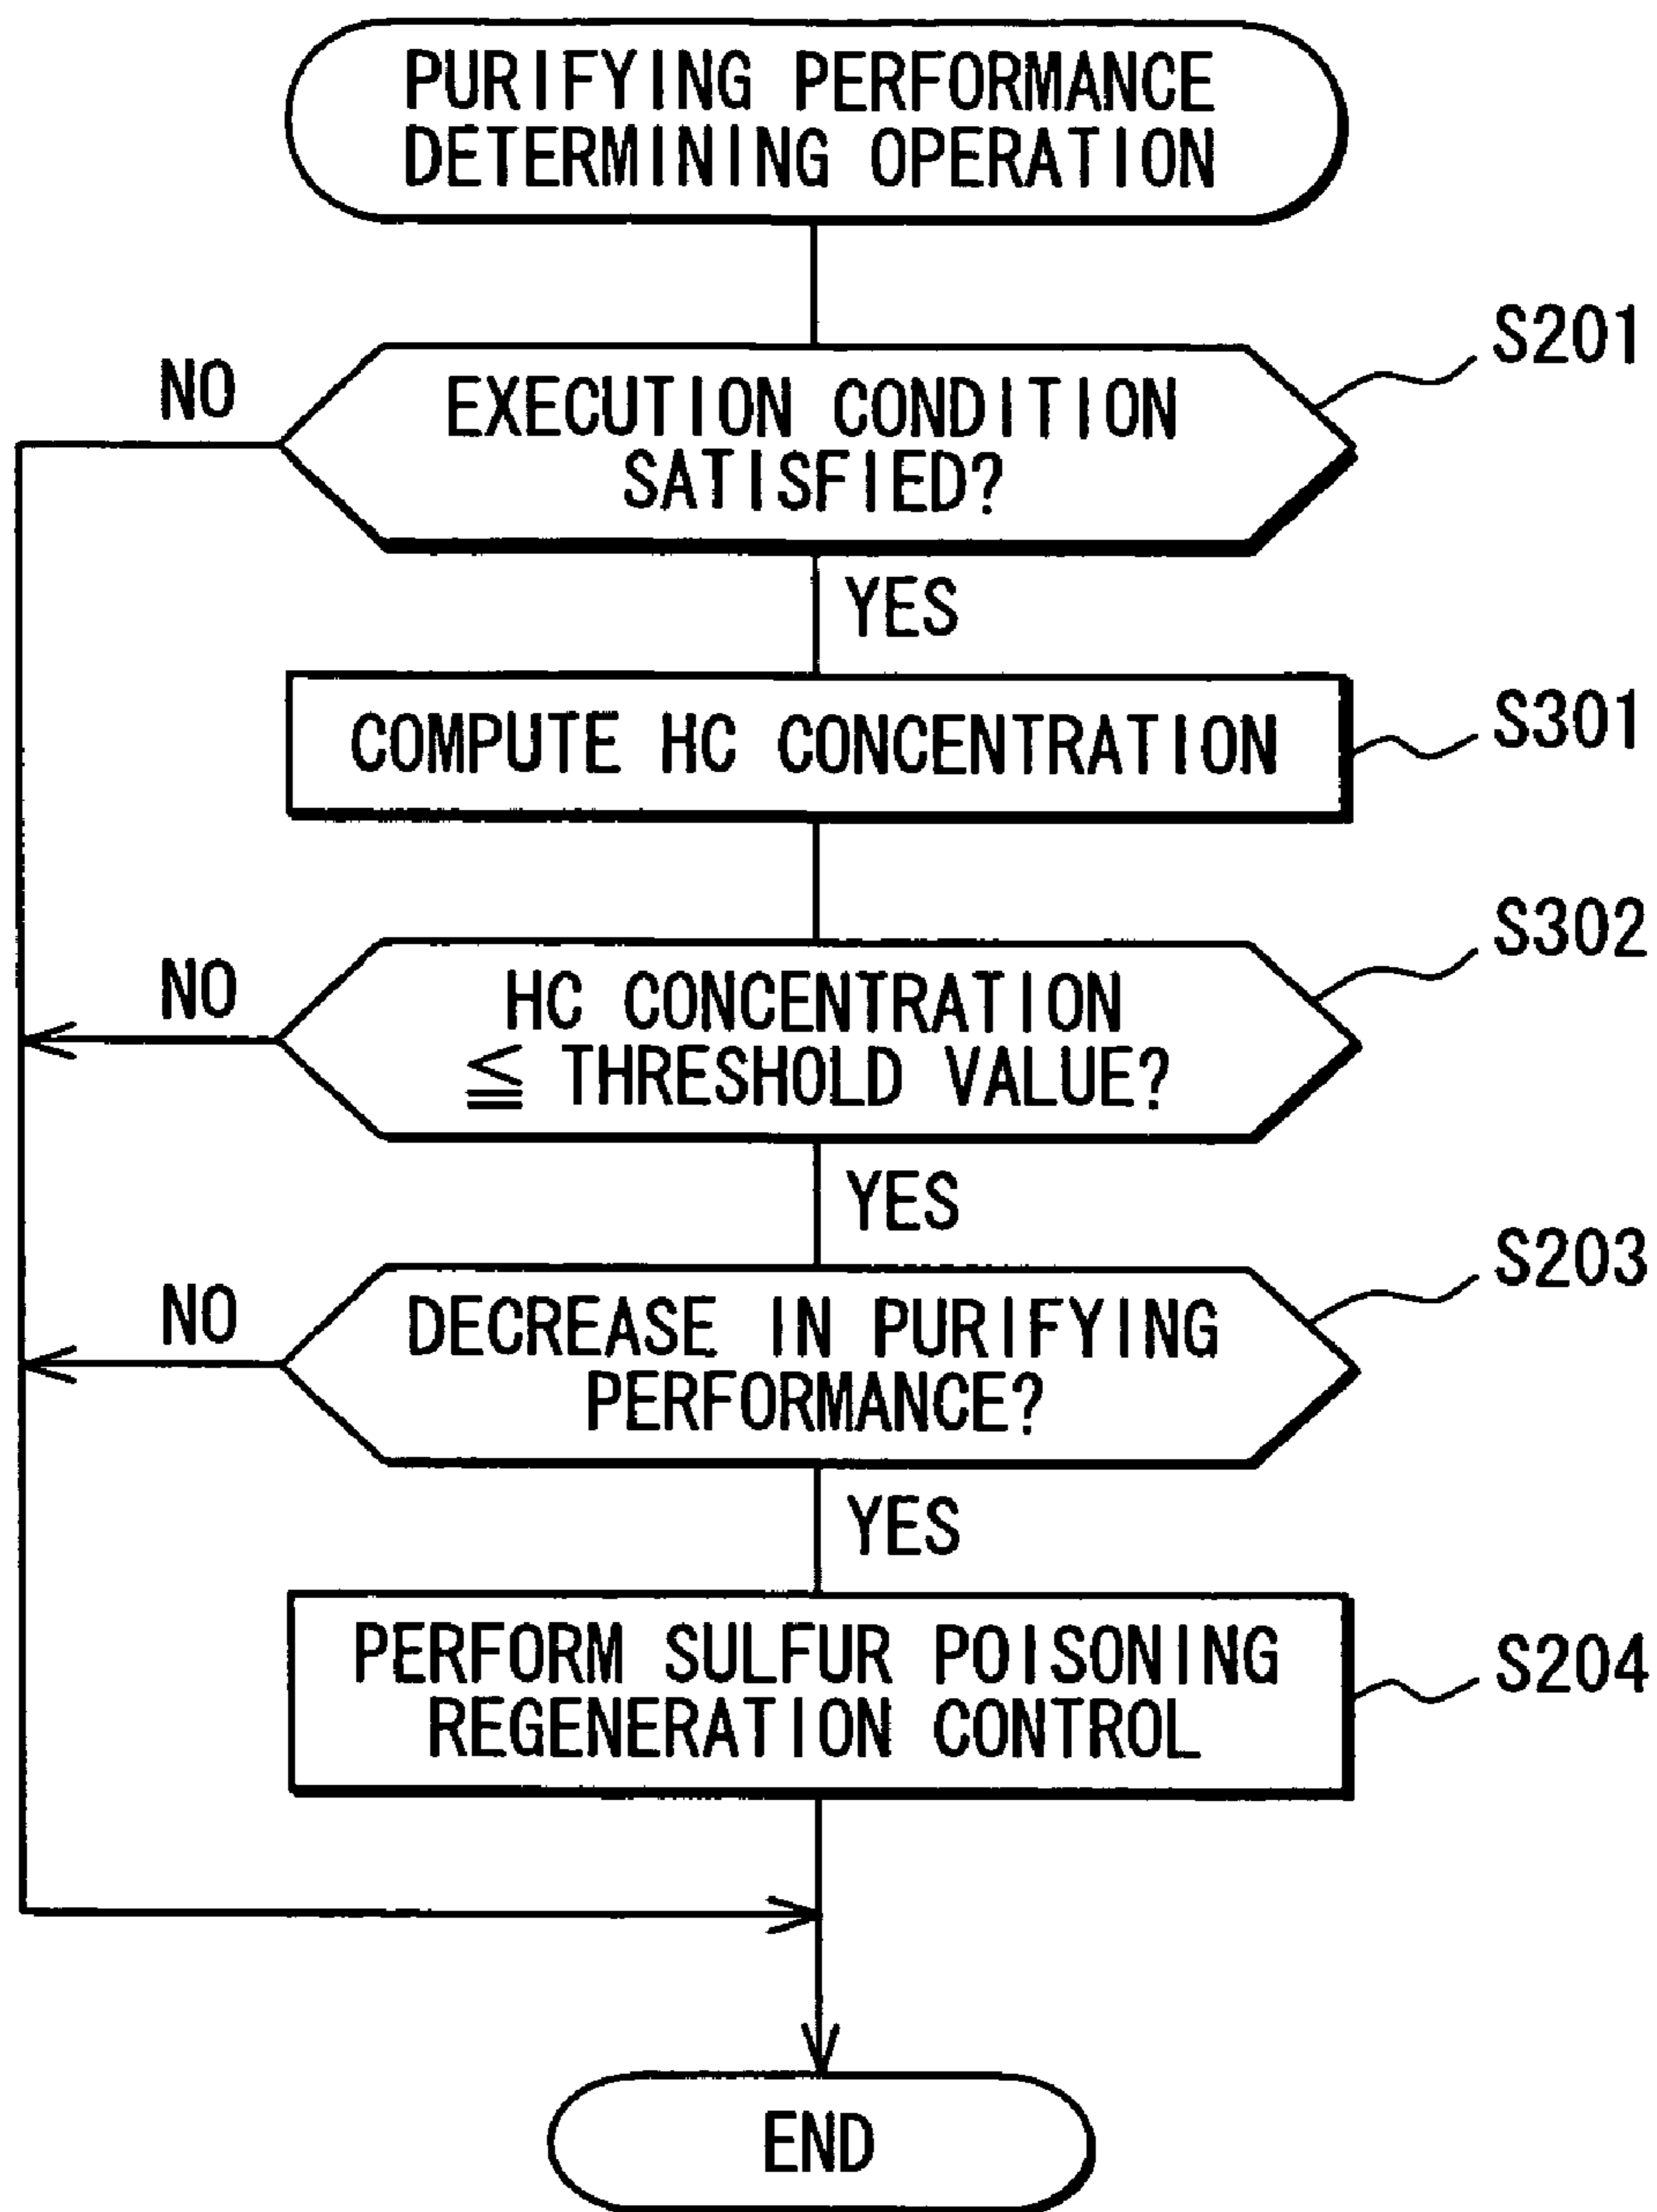 PURIFYING PERFORMANCE
DETERMINING OPERATION
S201
NO
EXECUTION CONDITION
SATISFIED?
YES
S301
COMPUTE HC CONCENTRATION
S302
NO
HC CONCENTRATION
≦ THRESHOLD VALUE?
YES
S203
NO
DECREASE IN PURIFYING
PERFORMANCE?
YES
S204
PERFORM SULFUR POISONING
REGENERATION CONTROL
END